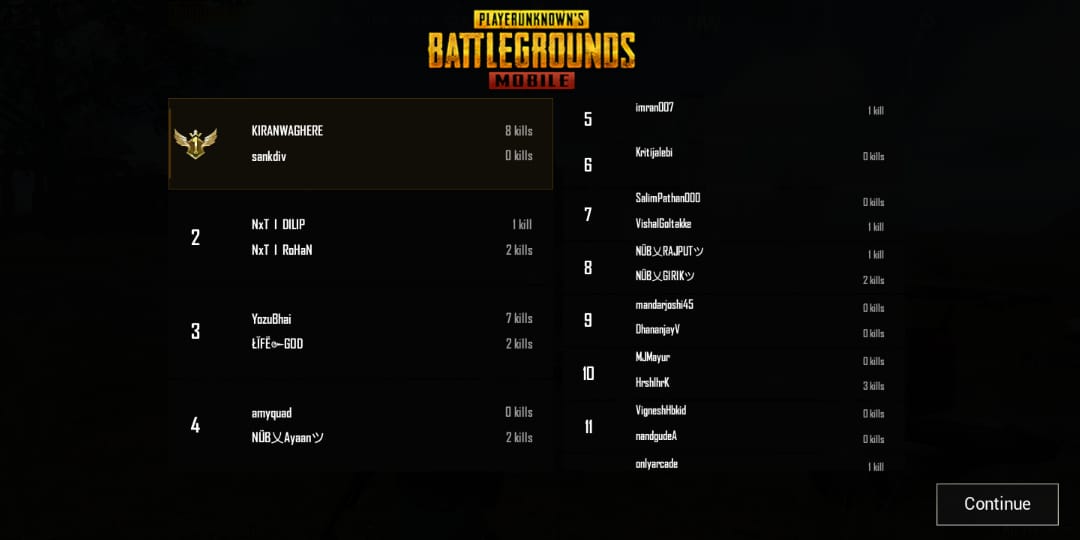 PLAYERUNKNOWN'S
BATTLEGROUNDS
MOBILE
1
KIRANWAGHERE 8 kills
sankdiv 0 kills
2
NxT | DILIP 1 kill
NxT | RoHaN 2 kills
3
YozuBhai 7 kills
ŁÏFË๛GOD 2 kills
4
amyquad 0 kills
NÜB乂Ayaanツ 2 kills
5
imran007 1 kill
6
Kritijalebi 0 kills
7
SalimPathan000 0 kills
VishalGoltakke 1 kill
8
NÜB乂RAJPUTツ 1 kill
NÜB乂GIRIKツ 2 kills
9
mandarjoshi45 0 kills
DhananjayV 0 kills
10
MJMayur 0 kills
HrshlhrK 3 kills
11
VigneshHbkid 0 kills
nandgudeA 0 kills
onlyarcade 1 kill
Continue